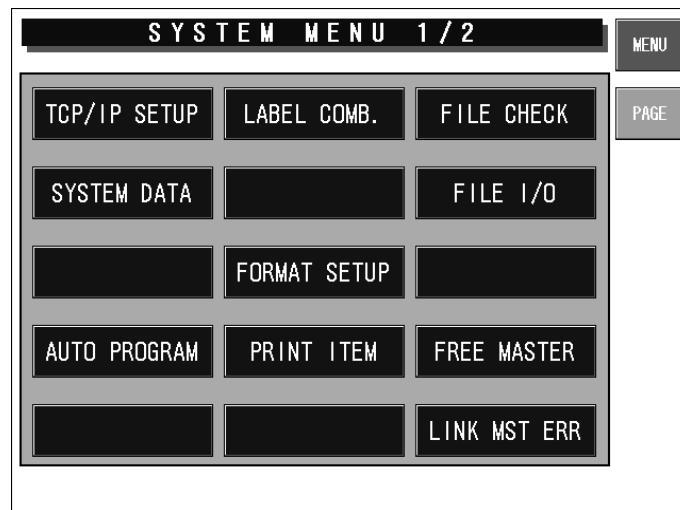 SYSTEM MENU 1/2
MENU
TCP/IP SETUP LABEL COMB. FILE CHECK
PAGE
SYSTEM DATA FILE I/O
FORMAT SETUP
AUTO PROGRAM PRINT ITEM FREE MASTER
LINK MST ERR